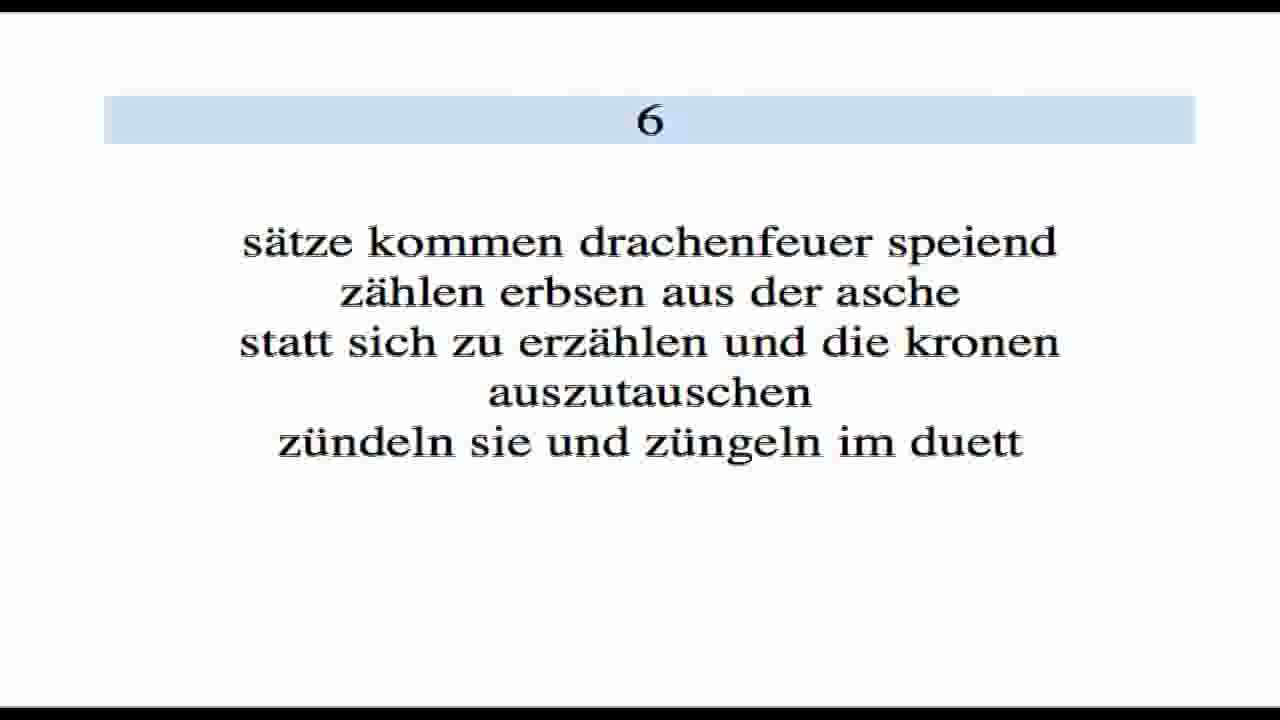 6
sätze kommen drachenfeuer speiend
zählen erbsen aus der asche
statt sich zu erzählen und die kronen
auszutauschen
zündeln sie und züngeln im duett